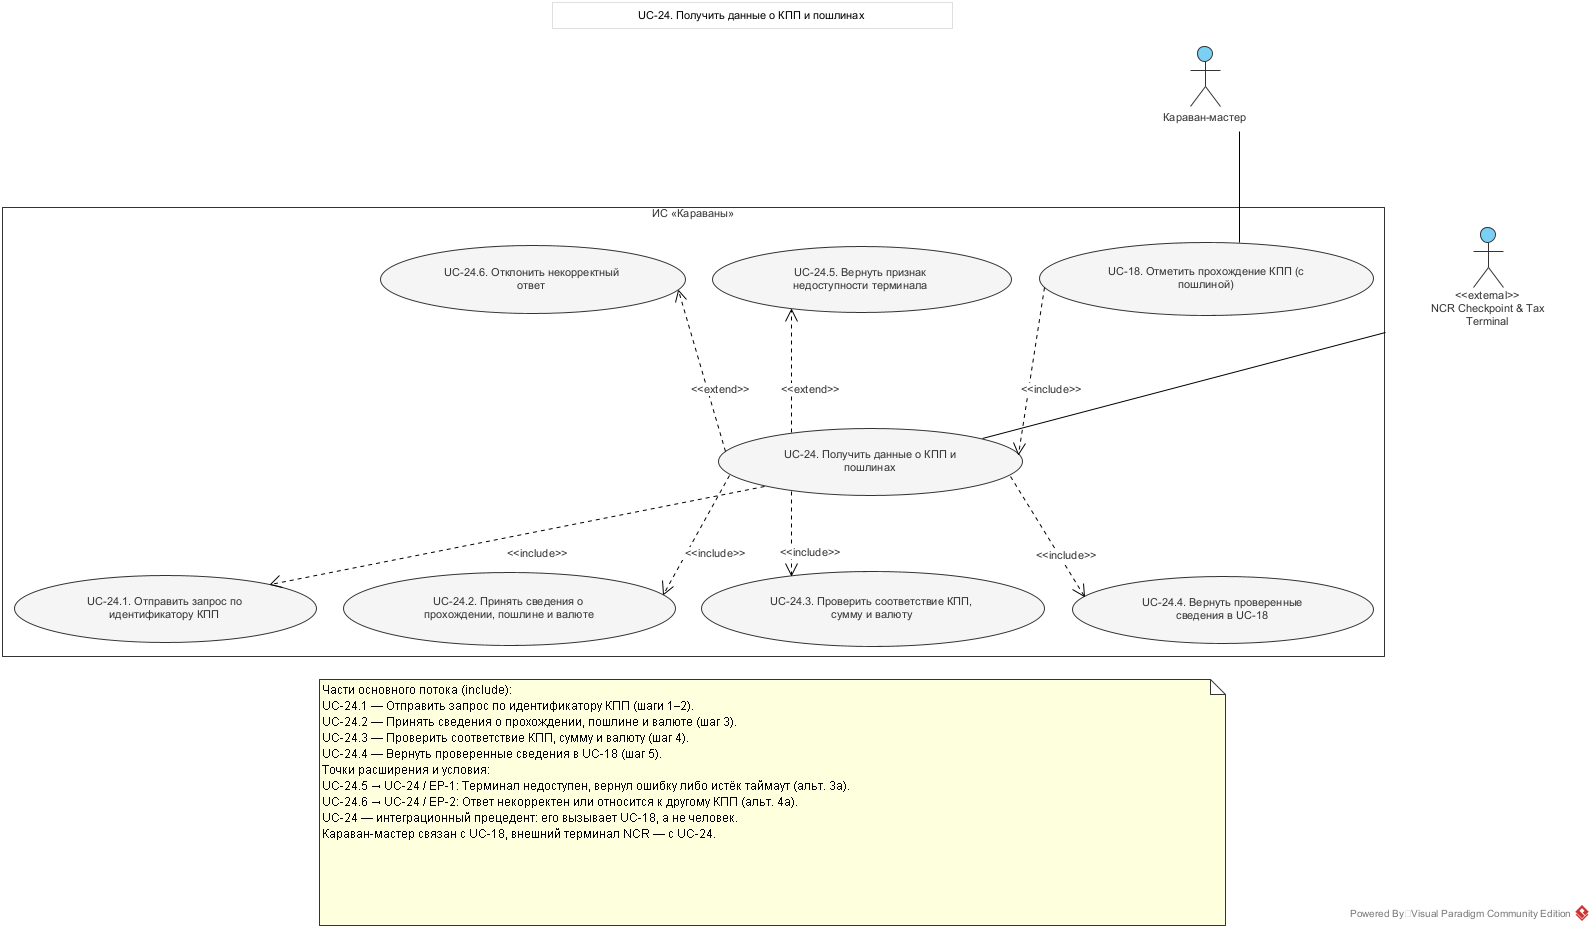 UC-24. Получить данные о КПП и пошлинах
Караван-мастер
ИС «Караваны»
UC-24.6. Отклонить некорректный
ответ
UC-24.5. Вернуть признак
недоступности терминала
UC-18. Отметить прохождение КПП (с
пошлиной)
<<external>>
NCR Checkpoint & Tax
Terminal
<<extend>>
<<extend>>
<<include>>
UC-24. Получить данные о КПП и
пошлинах
<<include>>
<<include>>
<<include>>
<<include>>
UC-24.1. Отправить запрос по
идентификатору КПП
UC-24.2. Принять сведения о
прохождении, пошлине и валюте
UC-24.3. Проверить соответствие КПП,
сумму и валюту
UC-24.4. Вернуть проверенные
сведения в UC-18
Части основного потока (include):
UC-24.1 — Отправить запрос по идентификатору КПП (шаги 1–2).
UC-24.2 — Принять сведения о прохождении, пошлине и валюте (шаг 3).
UC-24.3 — Проверить соответствие КПП, сумму и валюту (шаг 4).
UC-24.4 — Вернуть проверенные сведения в UC-18 (шаг 5).
Точки расширения и условия:
UC-24.5 → UC-24 / EP-1: Терминал недоступен, вернул ошибку либо истёк таймаут (альт. 3а).
UC-24.6 → UC-24 / EP-2: Ответ некорректен или относится к другому КПП (альт. 4а).
UC-24 — интеграционный прецедент: его вызывает UC-18, а не человек.
Караван-мастер связан с UC-18, внешний терминал NCR — с UC-24.
Powered By Visual Paradigm Community Edition